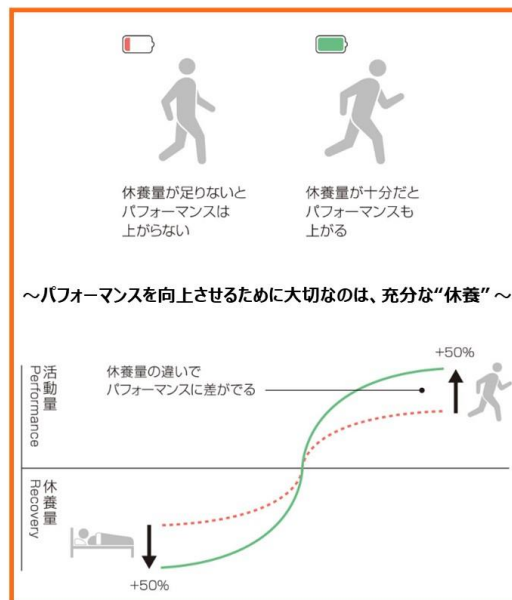 休養量が足りないと
パフォーマンスは
上がらない
休養量が十分だと
パフォーマンスも
上がる
～パフォーマンスを向上させるために大切なのは、充分な“休養”～
+50%
活動量
Performance
休養量の違いで
パフォーマンスに差がでる
休養量
Recovery
+50%